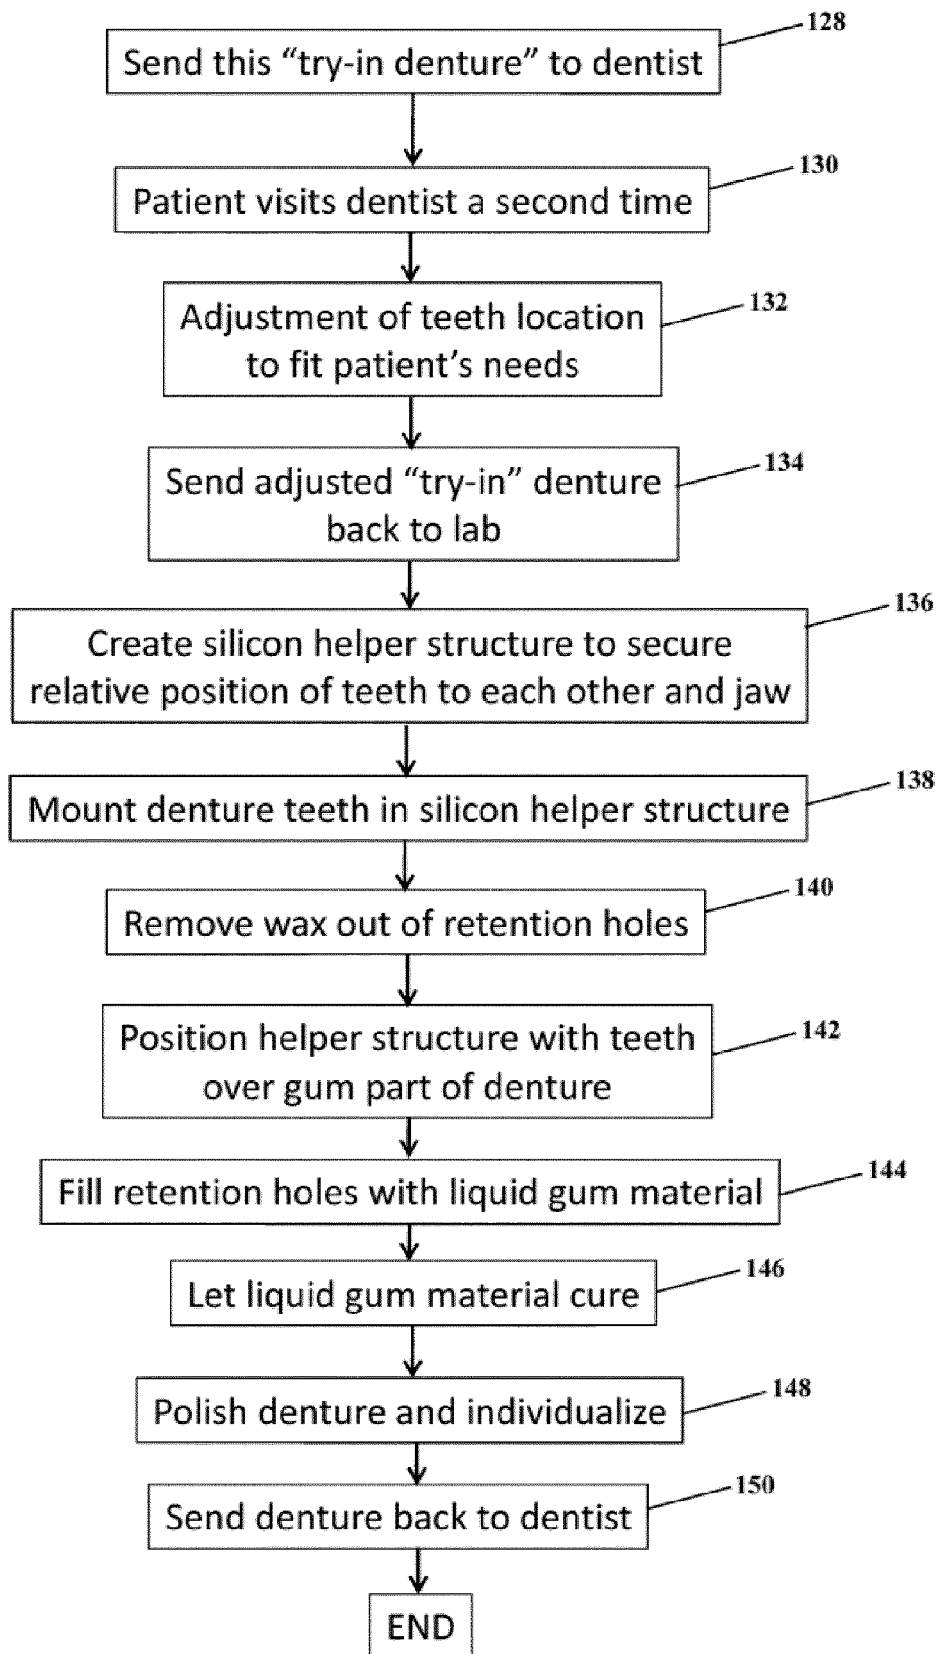 128
Send this “try-in denture” to dentist
130
Patient visits dentist a second time
132
Adjustment of teeth location
to fit patient’s needs
134
Send adjusted “try-in” denture
back to lab
136
Create silicon helper structure to secure
relative position of teeth to each other and jaw
138
Mount denture teeth in silicon helper structure
140
Remove wax out of retention holes
142
Position helper structure with teeth
over gum part of denture
144
Fill retention holes with liquid gum material
146
Let liquid gum material cure
148
Polish denture and individualize
150
Send denture back to dentist
END